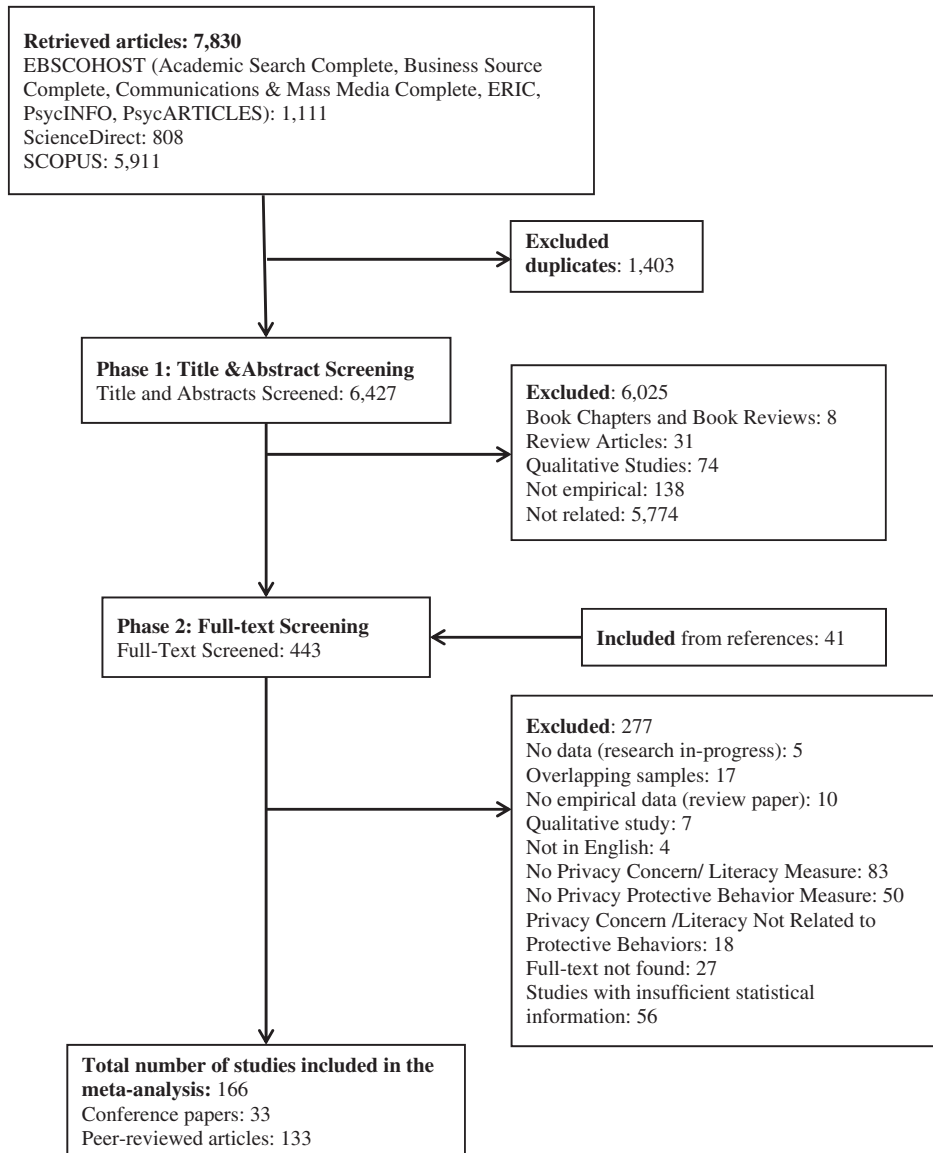 Retrieved articles: 7,830
EBSCOHOST (Academic Search Complete, Business Source
Complete, Communications & Mass Media Complete, ERIC,
PsycINFO, PsycARTICLES): 1,111
ScienceDirect: 808
SCOPUS: 5,911
Excluded
duplicates: 1,403
Phase 1: Title &Abstract Screening
Title and Abstracts Screened: 6,427
Excluded: 6,025
Book Chapters and Book Reviews: 8
Review Articles: 31
Qualitative Studies: 74
Not empirical: 138
Not related: 5,774
Phase 2: Full-text Screening
Full-Text Screened: 443
Included from references: 41
Excluded: 277
No data (research in-progress): 5
Overlapping samples: 17
No empirical data (review paper): 10
Qualitative study: 7
Not in English: 4
No Privacy Concern/ Literacy Measure: 83
No Privacy Protective Behavior Measure: 50
Privacy Concern /Literacy Not Related to
Protective Behaviors: 18
Full-text not found: 27
Studies with insufficient statistical
information: 56
Total number of studies included in the
meta-analysis: 166
Conference papers: 33
Peer-reviewed articles: 133